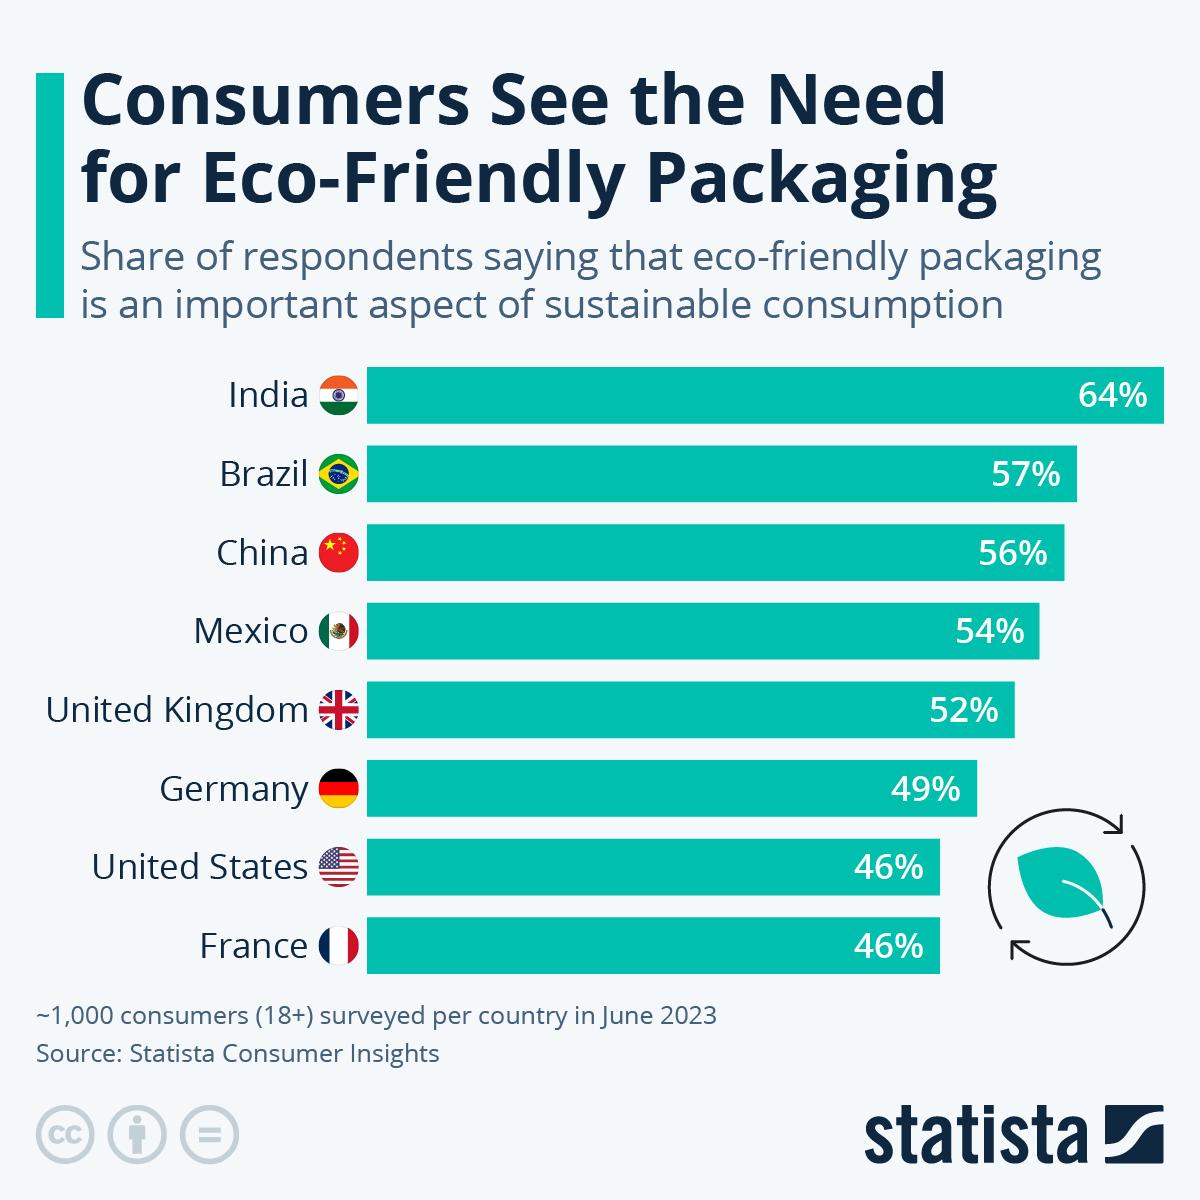 Consumers See the Need
for Eco-Friendly Packaging
Share of respondents saying that eco-friendly packaging
is an important aspect of sustainable consumption
India 64%
Brazil 57%
China 56%
Mexico 54%
United Kingdom 52%
Germany 49%
United States 46%
France 46%
~1,000 consumers (18+) surveyed per country in June 2023
Source: Statista Consumer Insights
cc
statista